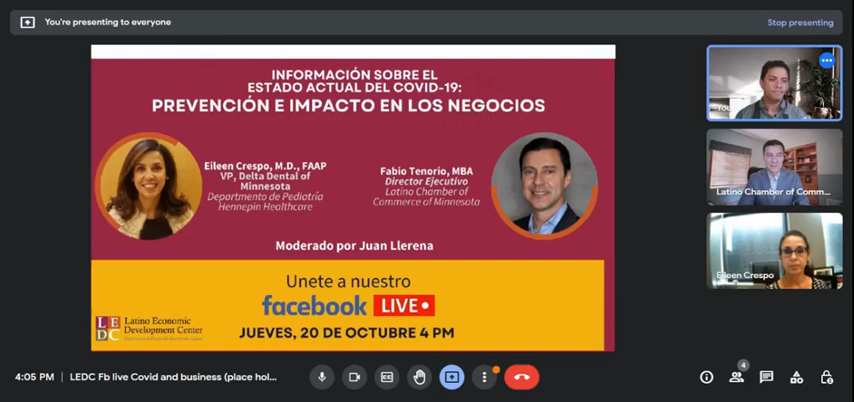 You're presenting to everyone
Stop presenting
INFORMACIÓN SOBRE EL
ESTADO ACTUAL DEL COVID-19:
PREVENCIÓN E IMPACTO EN LOS NEGOCIOS
Eileen Crespo, M.D., FAAP
VP, Delta Dental of
Minnesota
Departmento de Pediatría
Hennepin Healthcare
Fabio Tenorio, MBA
Director Ejecutivo
Latino Chamber of
Commerce of Minnesota
Moderado por Juan Llerena
Unete a nuestro
facebook LIVE
JUEVES, 20 DE OCTUBRE 4 PM
L E
D C
Latino Economic
Development Center
You
Latino Chamber of Comm...
Eileen Crespo
4:05 PM | LEDC Fb live Covid and business (place hol...
CC
4